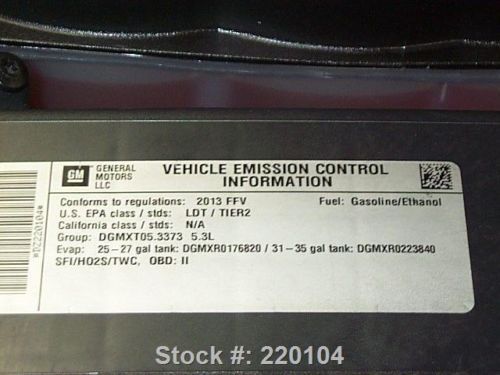 GM GENERAL MOTORS LLC
VEHICLE EMISSION CONTROL INFORMATION
Conforms to regulations: 2013 FFV Fuel: Gasoline/Ethanol
U.S. EPA class / stds: LDT / TIER2
California class / stds: N/A
Group: DGMXT05.3373 5.3L
Evap: 25-27 gal tank: DGMXR0176820 / 31-35 gal tank: DGMXR0223840
SFI/HO2S/TWC, OBD: II
*D2220104*
Stock #: 220104